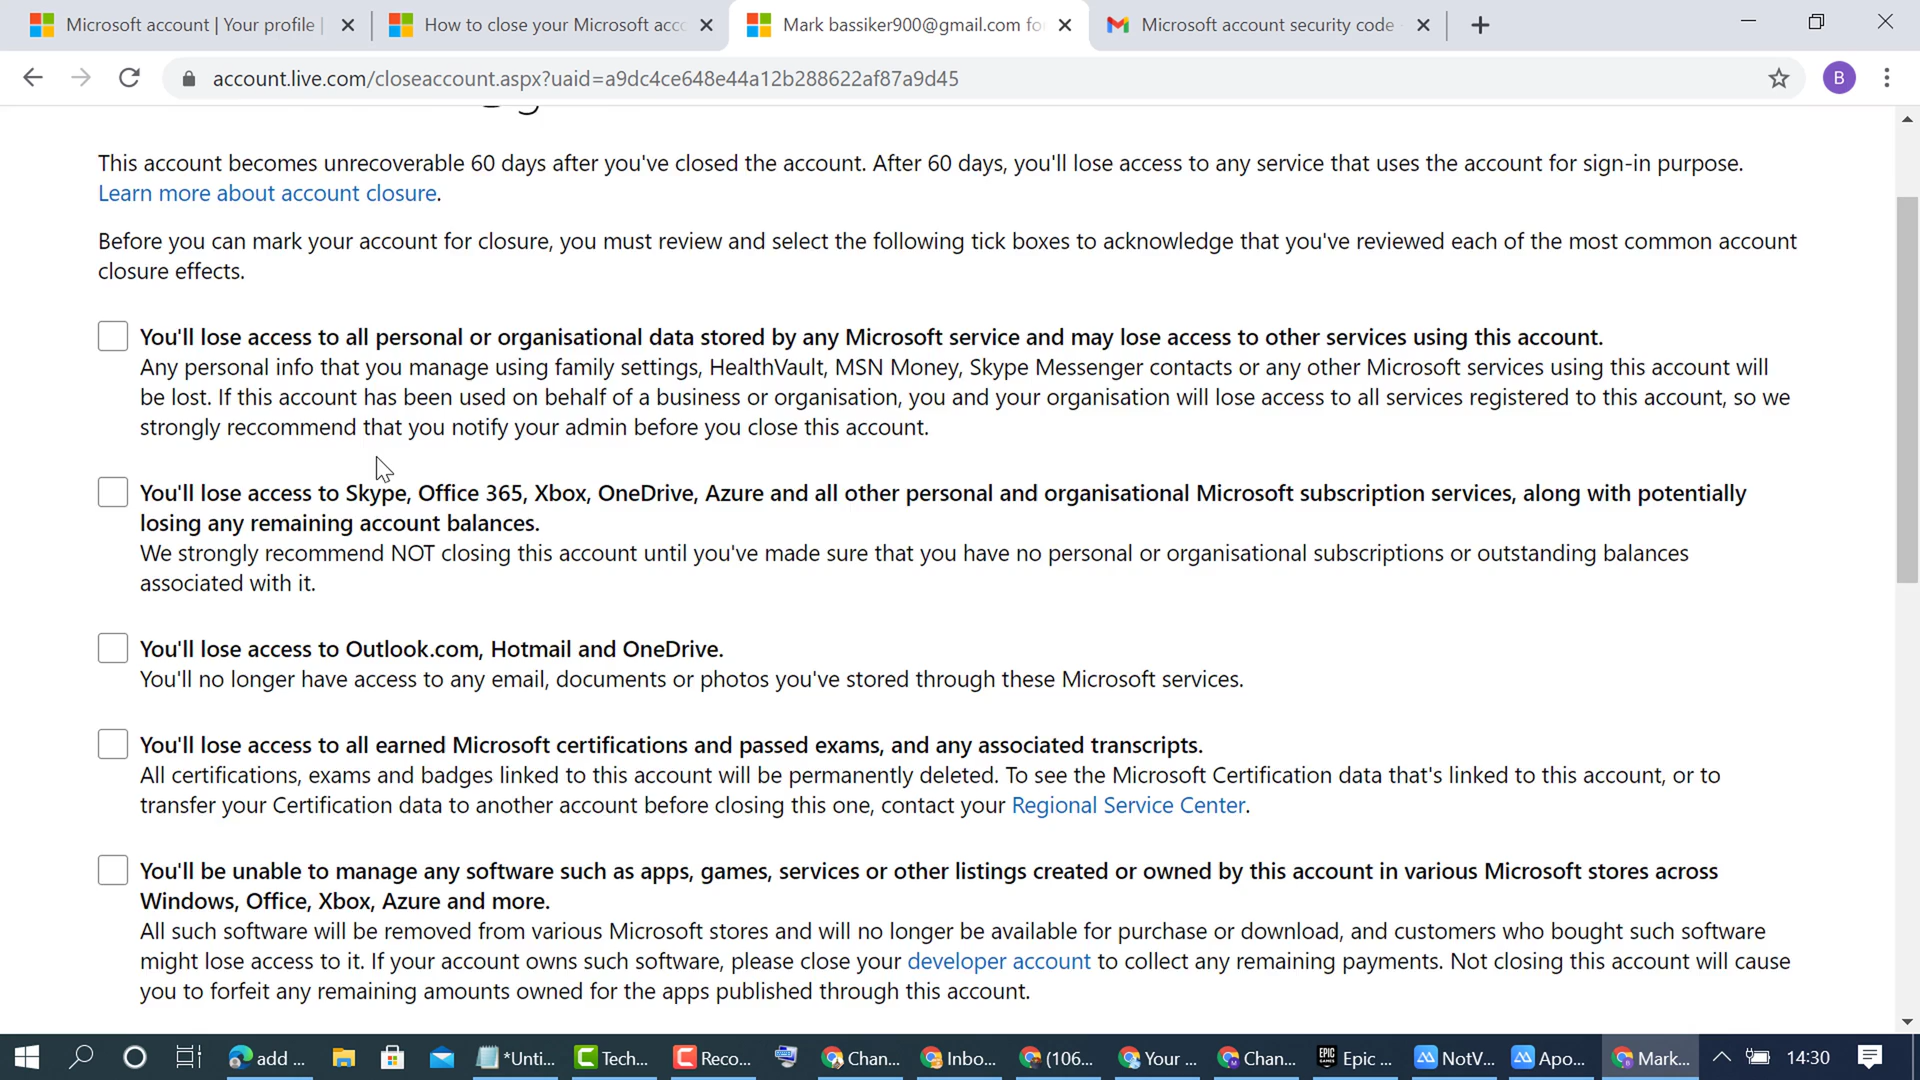 Microsoft account | Your profile |
How to close your Microsoft acc
Mark bassiker900@gmail.com fo
Microsoft account security code -
account.live.com/closeaccount.aspx?uaid=a9dc4ce648e44a12b288622af87a9d45
B
This account becomes unrecoverable 60 days after you've closed the account. After 60 days, you'll lose access to any service that uses the account for sign-in purpose.
Learn more about account closure.
Before you can mark your account for closure, you must review and select the following tick boxes to acknowledge that you've reviewed each of the most common account
closure effects.
You'll lose access to all personal or organisational data stored by any Microsoft service and may lose access to other services using this account.
Any personal info that you manage using family settings, HealthVault, MSN Money, Skype Messenger contacts or any other Microsoft services using this account will
be lost. If this account has been used on behalf of a business or organisation, you and your organisation will lose access to all services registered to this account, so we
strongly reccommend that you notify your admin before you close this account.
You'll lose access to Skype, Office 365, Xbox, OneDrive, Azure and all other personal and organisational Microsoft subscription services, along with potentially
losing any remaining account balances.
We strongly recommend NOT closing this account until you've made sure that you have no personal or organisational subscriptions or outstanding balances
associated with it.
You'll lose access to Outlook.com, Hotmail and OneDrive.
You'll no longer have access to any email, documents or photos you've stored through these Microsoft services.
You'll lose access to all earned Microsoft certifications and passed exams, and any associated transcripts.
All certifications, exams and badges linked to this account will be permanently deleted. To see the Microsoft Certification data that's linked to this account, or to
transfer your Certification data to another account before closing this one, contact your Regional Service Center.
You'll be unable to manage any software such as apps, games, services or other listings created or owned by this account in various Microsoft stores across
Windows, Office, Xbox, Azure and more.
All such software will be removed from various Microsoft stores and will no longer be available for purchase or download, and customers who bought such software
might lose access to it. If your account owns such software, please close your developer account to collect any remaining payments. Not closing this account will cause
you to forfeit any remaining amounts owned for the apps published through this account.
add ... *Unti... Tech... Reco... Chan... Inbo... (106... Your ... Chan... Epic ... NotV... Apo... Mark... 14:30